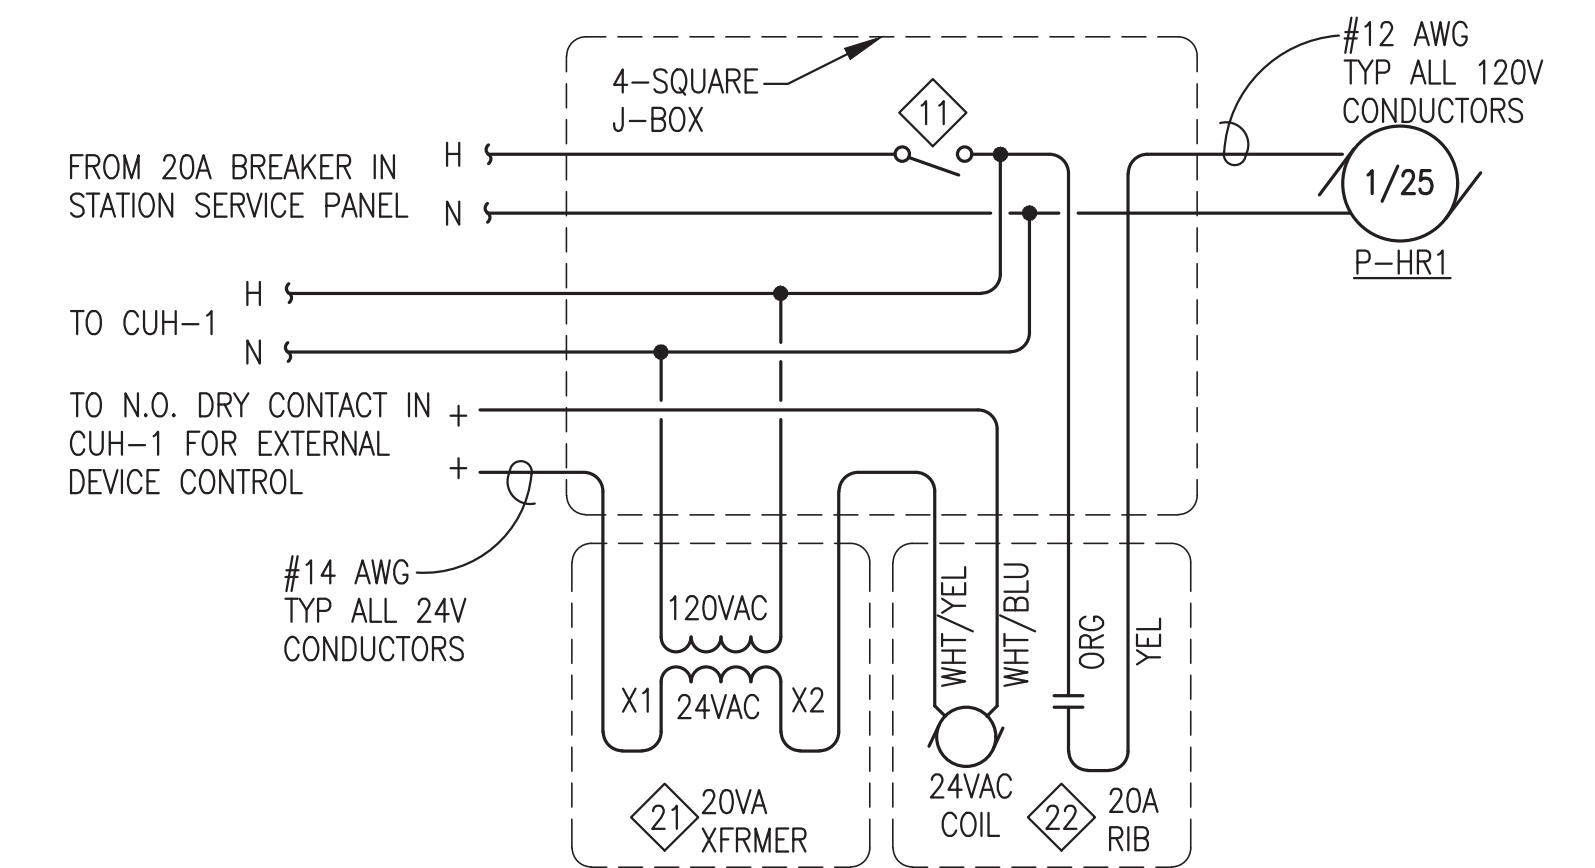 #12 AWG
TYP ALL 120V
CONDUCTORS
4-SQUARE
J-BOX
11
FROM 20A BREAKER IN
STATION SERVICE PANEL
H
N
1/25
P-HR1
TO CUH-1
H
N
TO N.O. DRY CONTACT IN
CUH-1 FOR EXTERNAL
DEVICE CONTROL
+
+
#14 AWG
TYP ALL 24V
CONDUCTORS
120VAC
X1
24VAC
X2
WHT/YEL
WHT/BLU
ORG
YEL
21
20VA
XFRMER
24VAC
COIL
22
20A
RIB